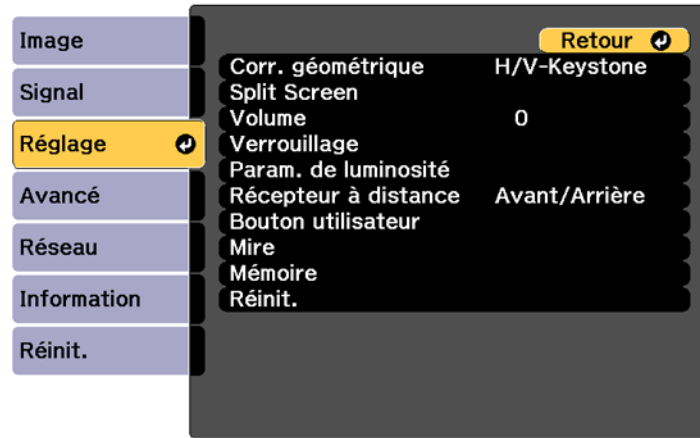 Image
Signal
Réglage
Avancé
Réseau
Information
Réinit.
Retour
Corr. géométrique H/V-Keystone
Split Screen
Volume 0
Verrouillage
Param. de luminosité
Récepteur à distance Avant/Arrière
Bouton utilisateur
Mire
Mémoire
Réinit.